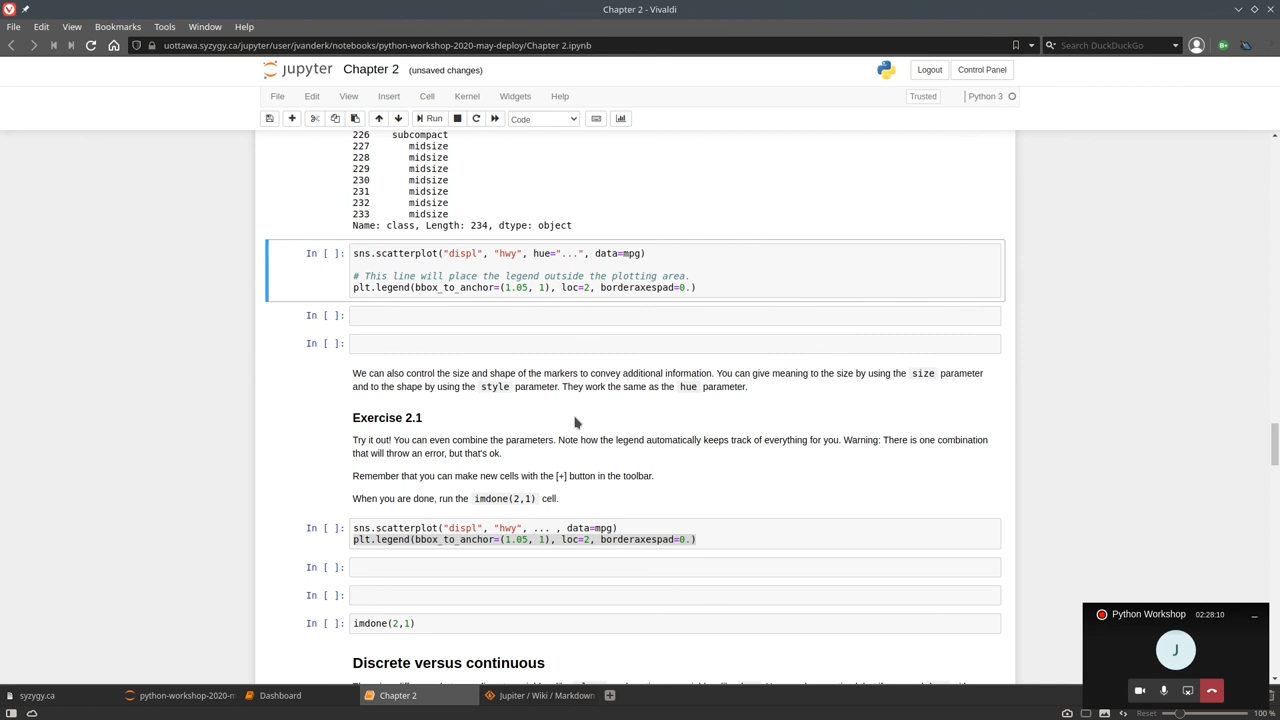 Chapter 2 - Vivaldi
File Edit View Bookmarks Tools Window Help
uottawa.syzygy.ca/jupyter/user/jvanderk/notebooks/python-workshop-2020-may-deploy/Chapter 2.ipynb
Search DuckDuckGo
jupyter Chapter 2 (unsaved changes)
Logout Control Panel
File Edit View Insert Cell Kernel Widgets Help
Trusted Python 3
Run Code
226 subcompact
227 midsize
228 midsize
229 midsize
230 midsize
231 midsize
232 midsize
233 midsize
Name: class, Length: 234, dtype: object
In [ ]: sns.scatterplot("displ", "hwy", hue="...", data=mpg)
# This line will place the legend outside the plotting area.
plt.legend(bbox_to_anchor=(1.05, 1), loc=2, borderaxespad=0.)
In [ ]:
In [ ]:
We can also control the size and shape of the markers to convey additional information. You can give meaning to the size by using the size parameter
and to the shape by using the style parameter. They work the same as the hue parameter.
Exercise 2.1
Try it out! You can even combine the parameters. Note how the legend automatically keeps track of everything for you. Warning: There is one combination
that will throw an error, but that's ok.
Remember that you can make new cells with the [+] button in the toolbar.
When you are done, run the imdone(2,1) cell.
In [ ]: sns.scatterplot("displ", "hwy", ... , data=mpg)
plt.legend(bbox_to_anchor=(1.05, 1), loc=2, borderaxespad=0.)
In [ ]:
In [ ]:
In [ ]: imdone(2,1)
Discrete versus continuous
Python Workshop 02:28:10
J
syzygy.ca python-workshop-2020-m Dashboard Chapter 2 Jupiter / Wiki / Markdown
Reset 100 %